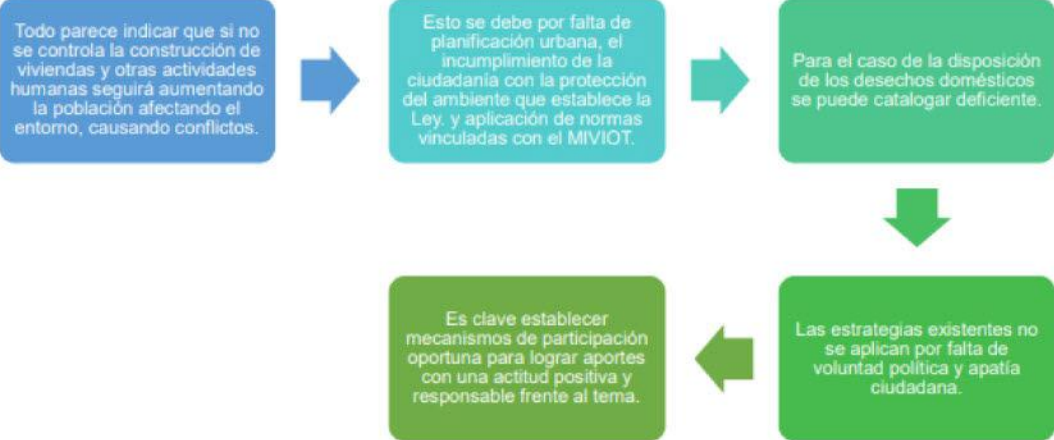 Todo parece indicar que si no
se controla la construcción de
viviendas y otras actividades
humanas seguirá aumentando
la población afectando el
entorno, causando conflictos.
Esto se debe por falta de
planificación urbana, el
incumplimiento de la
ciudadanía con la protección
del ambiente que establece la
Ley. y aplicación de normas
vinculadas con el MIVIOT.
Para el caso de la disposición
de los desechos domésticos
se puede catalogar deficiente.
Las estrategias existentes no
se aplican por falta de
voluntad política y apatía
ciudadana.
Es clave establecer
mecanismos de participación
oportuna para lograr aportes
con una actitud positiva y
responsable frente al tema.